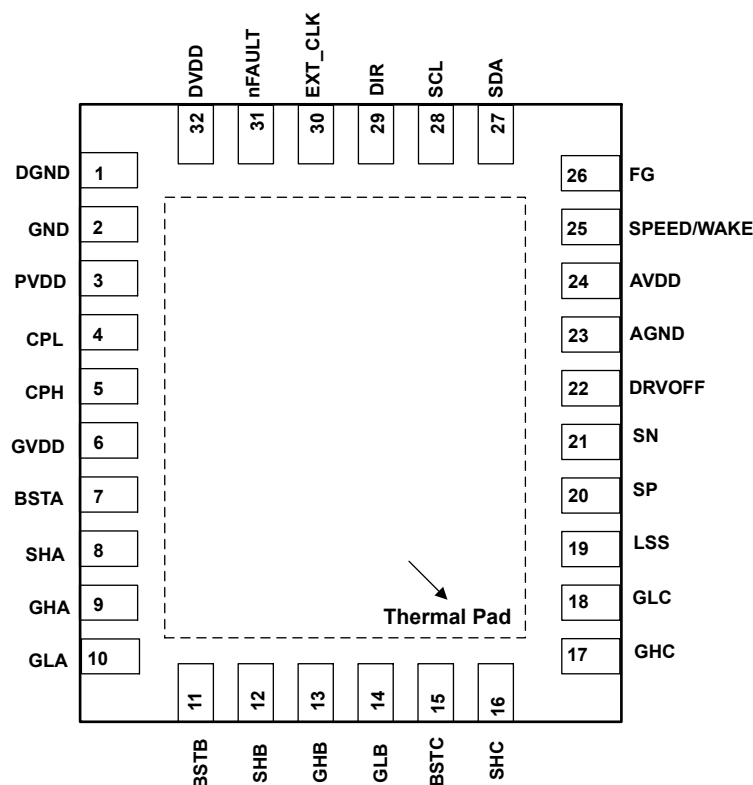 DVDD
nFAULT
EXT_CLK
DIR
SCL
SDA
32
31
30
29
28
27
DGND 1
GND 2
PVDD 3
CPL 4
CPH 5
GVDD 6
BSTA 7
SHA 8
GHA 9
GLA 10
26 FG
25 SPEED/WAKE
24 AVDD
23 AGND
22 DRVOFF
21 SN
20 SP
19 LSS
18 GLC
17 GHC
Thermal Pad
11
12
13
14
15
16
BSTB
SHB
GHB
GLB
BSTC
SHC